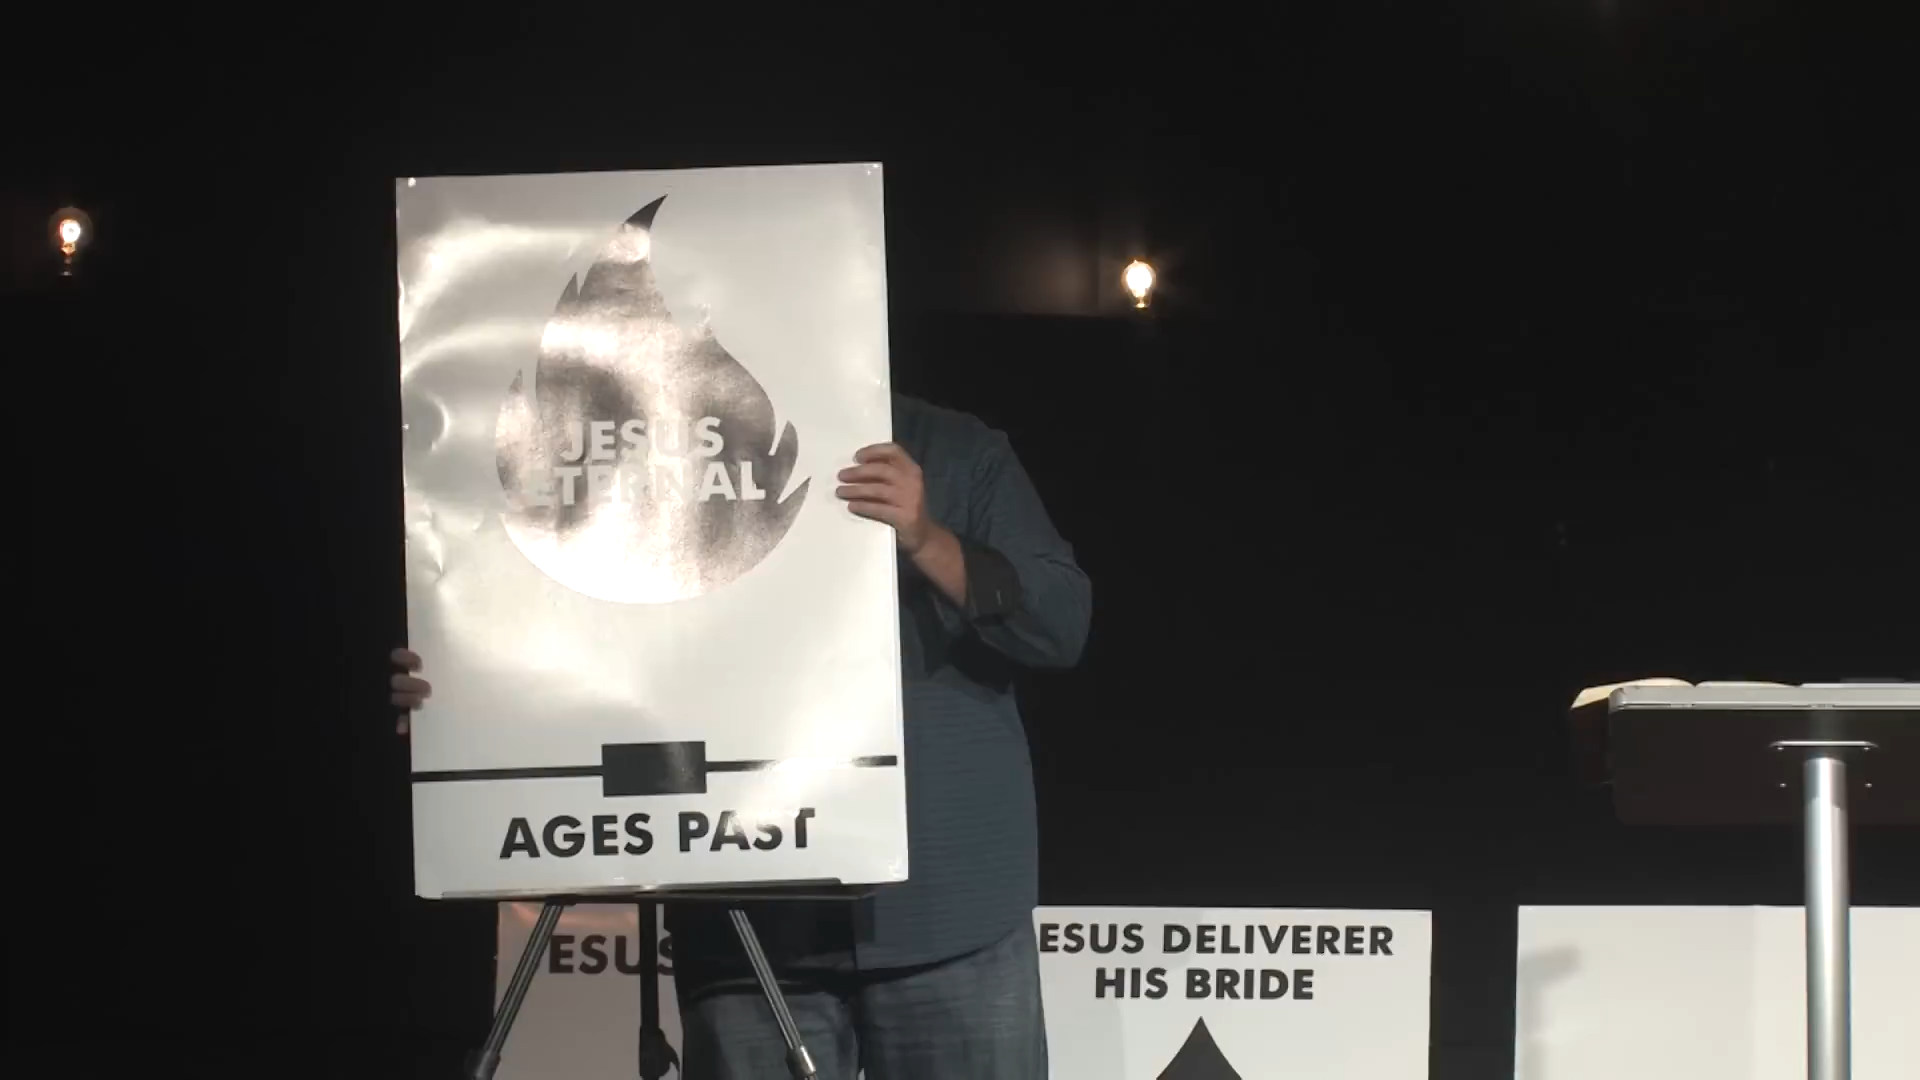 JESUS
ETERNAL
AGES PAST
ESUS
ESUS DELIVERER
HIS BRIDE